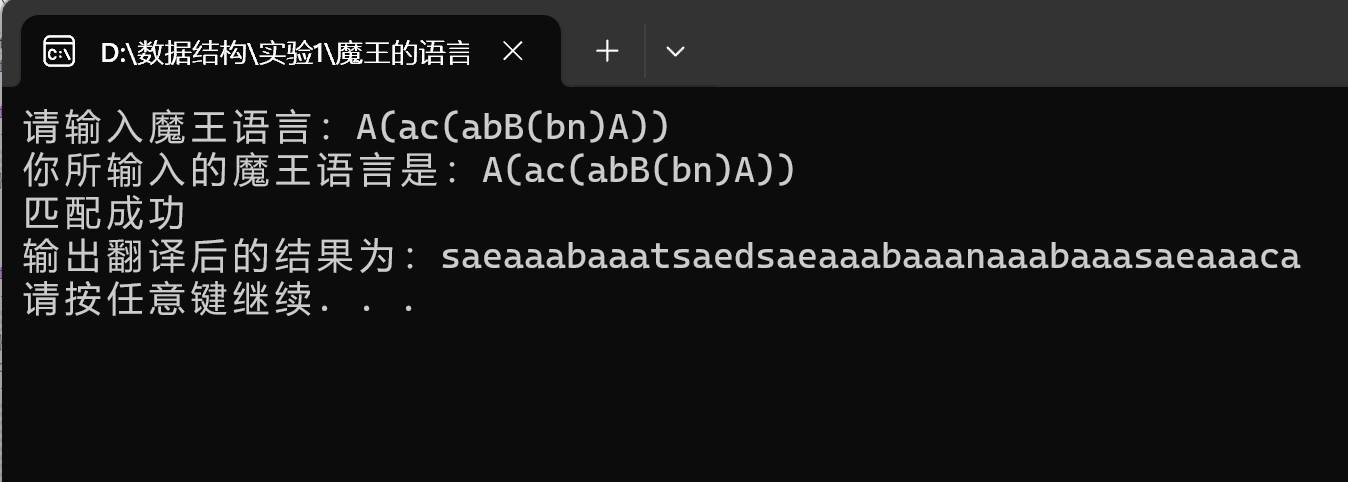 D:\数据结构\实验1\魔王的语言
请输入魔王语言：A(ac(abB(bn)A))
你所输入的魔王语言是：A(ac(abB(bn)A))
匹配成功
输出翻译后的结果为：saeaaabaaatsaedsaeaaabaaanaaabaaasaeaaaca
请按任意键继续. . .